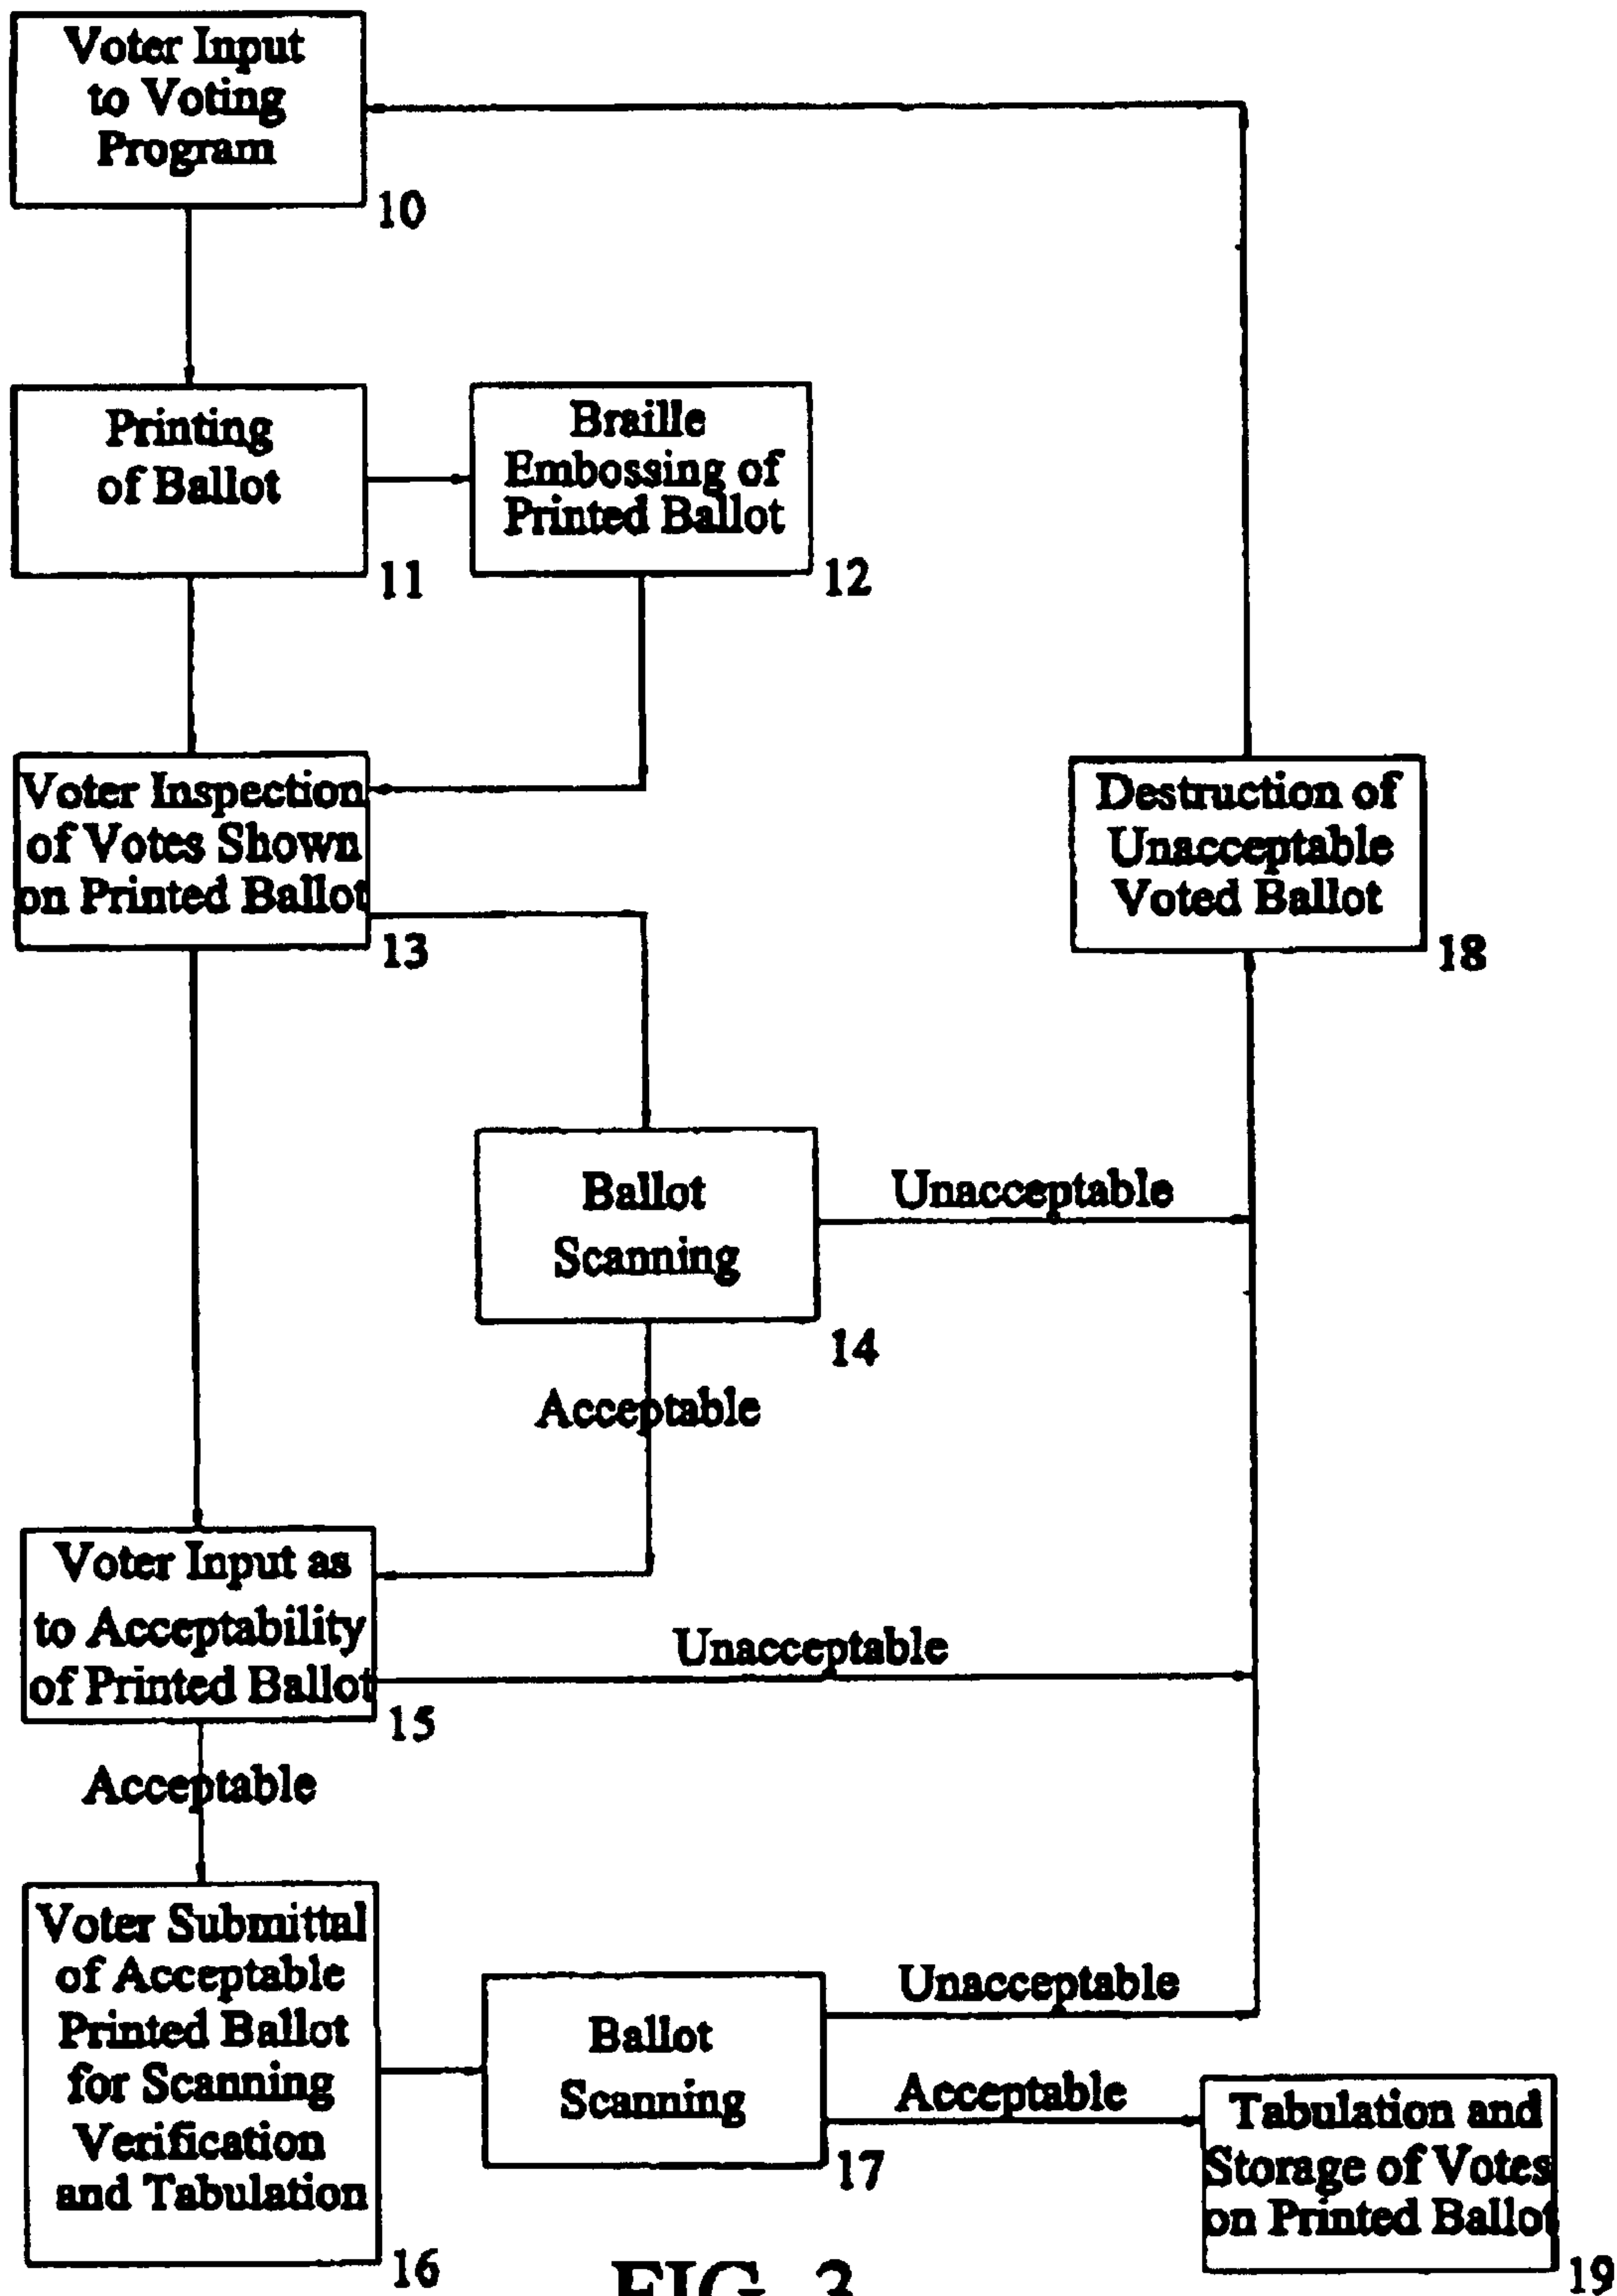 Voter Input
to Voting
Program
10
Printing
of Ballot
11
Braille
Embossing of
Printed Ballot
12
Voter Inspection
of Votes Shown
on Printed Ballot
13
Destruction of
Unacceptable
Voted Ballot
18
Ballot
Scanning
14
Unacceptable
Acceptable
Voter Input as
to Acceptability
of Printed Ballot
15
Unacceptable
Acceptable
Voter Submittal
of Acceptable
Printed Ballot
for Scanning
Verification
and Tabulation
16
Ballot
Scanning
17
Unacceptable
Acceptable
Tabulation and
Storage of Votes
on Printed Ballot
19
FIG. 3